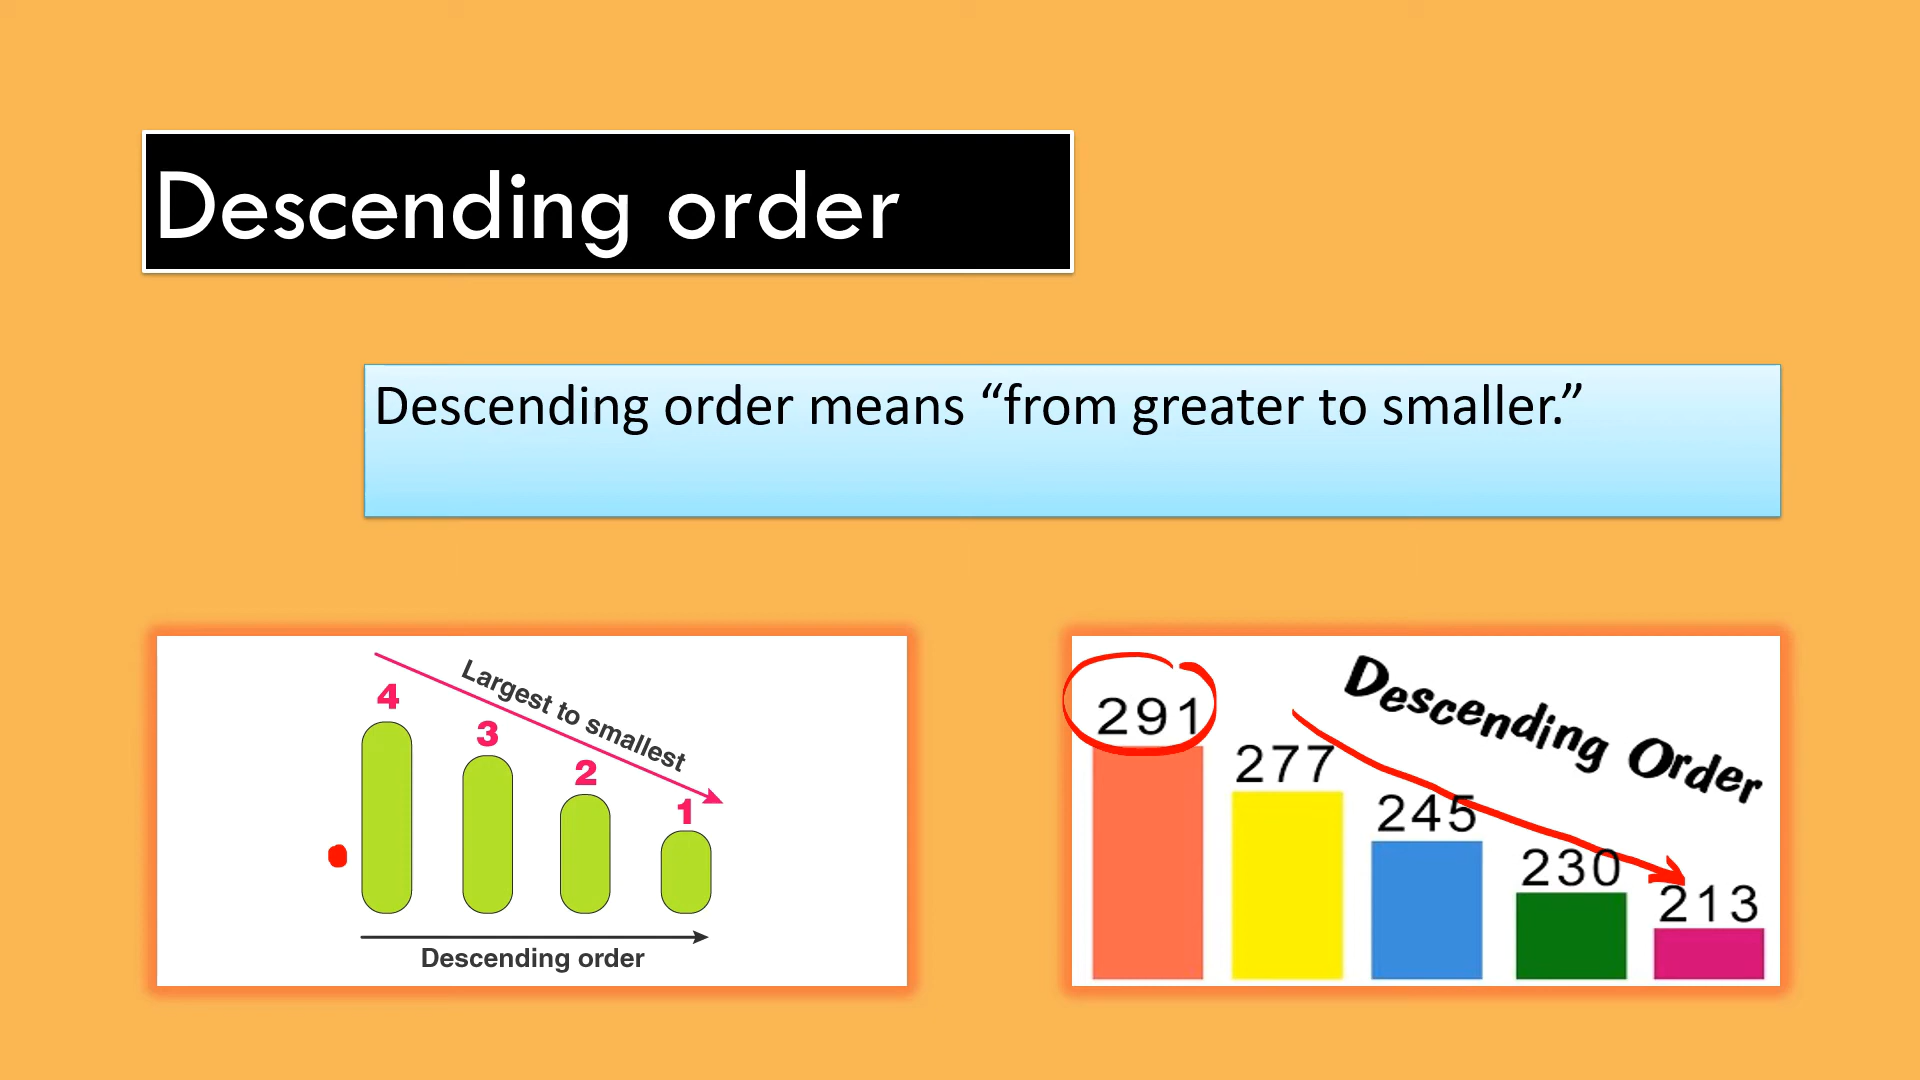 Descending order
Descending order means “from greater to smaller.”
Largest to smallest
4
3
2
1
Descending order
Descending Order
291
277
245
230
213